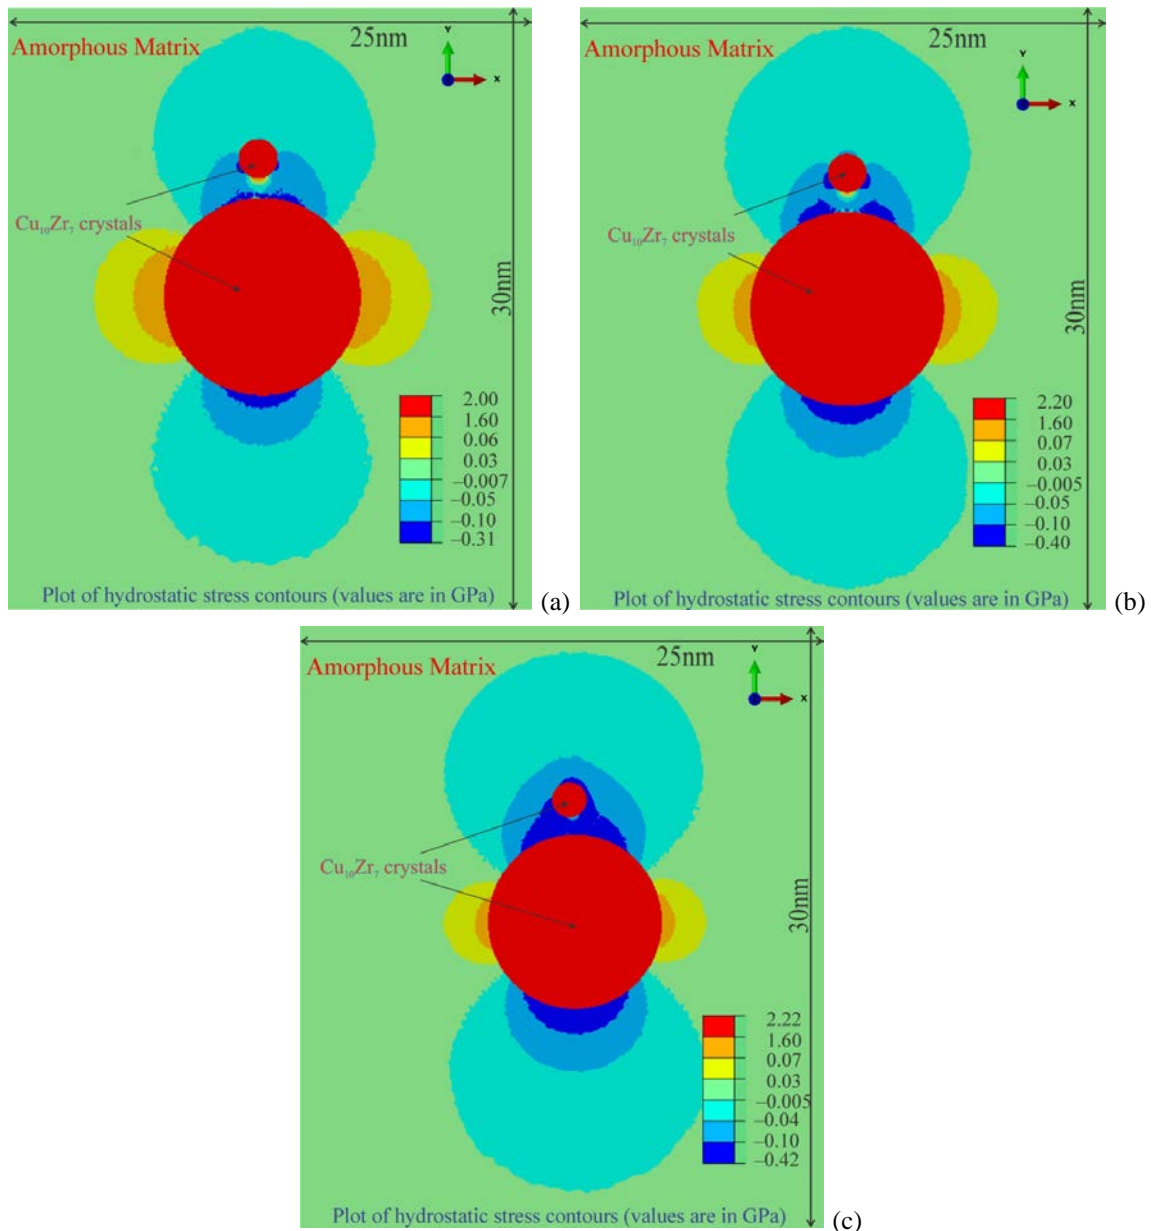 Amorphous Matrix
25nm
Y
X
Cu₁₀Zr₇ crystals
30nm
2.00
1.60
0.06
0.03
–0.007
–0.05
–0.10
–0.31
Plot of hydrostatic stress contours (values are in GPa)
(a)
Amorphous Matrix
25nm
Y
X
Cu₁₀Zr₇ crystals
30nm
2.20
1.60
0.07
0.03
–0.005
–0.05
–0.10
–0.40
Plot of hydrostatic stress contours (values are in GPa)
(b)
Amorphous Matrix
25nm
Y
X
Cu₁₀Zr₇ crystals
30nm
2.22
1.60
0.07
0.03
–0.005
–0.04
–0.10
–0.42
Plot of hydrostatic stress contours (values are in GPa)
(c)